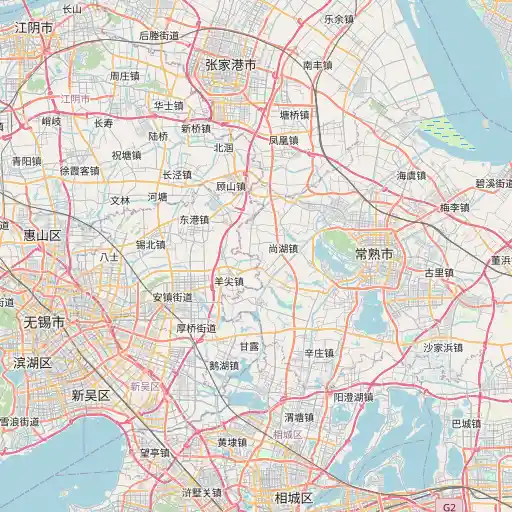 长山
后塍街道
乐余镇
江阴市
张家港市
南丰镇
周庄镇
江阴市
华士镇
塘桥镇
峭岐
长寿
陆桥
新桥镇
凤凰镇
北涠
青阳镇
祝塘镇
徐霞客镇
长泾镇
顾山镇
海虞镇
碧溪街道
文林
河塘
梅李镇
东港镇
惠山区
锡北镇
尚湖镇
常熟市
八士
董浜
古里镇
羊尖镇
安镇街道
街道
无锡市
厚桥街道
甘露
辛庄镇
沙家浜镇
滨湖区
鹅湖镇
新吴区
新吴区
阳澄湖镇
雪浪街道
渭塘镇
巴城镇
黄埭镇
相城区
望亭镇
浒墅关镇
相城区
G2